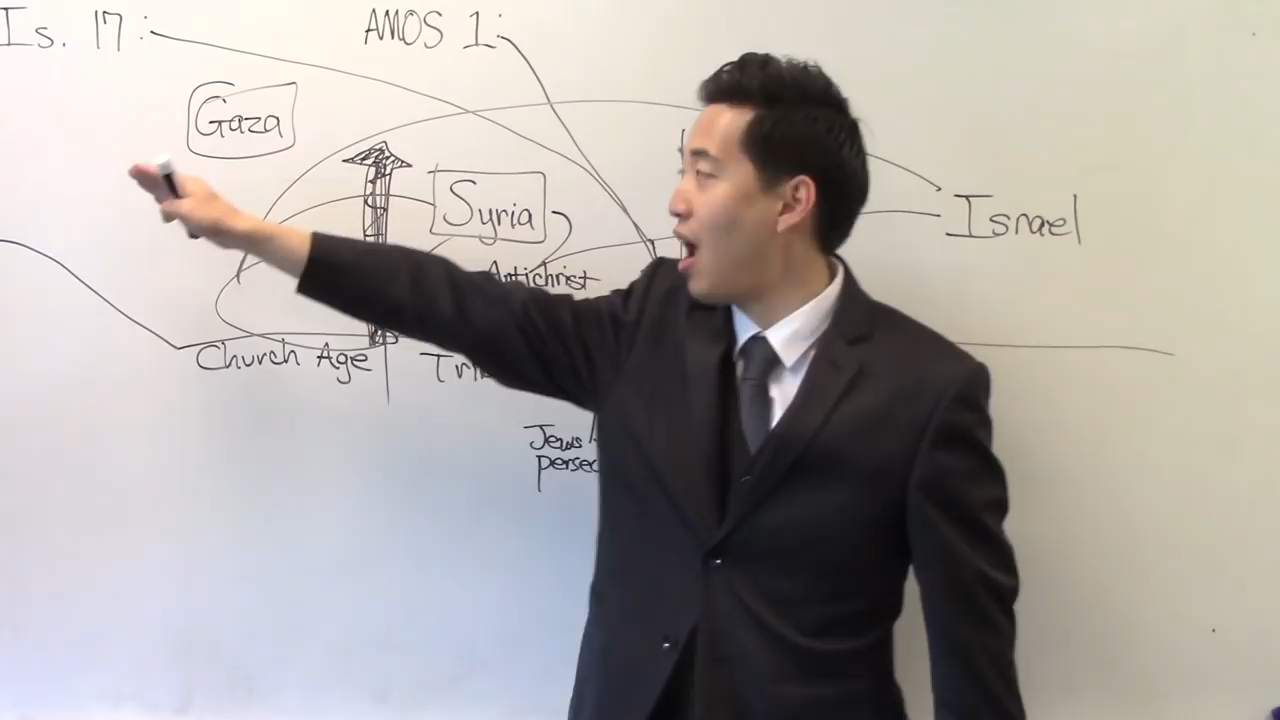 Is. 17:
AMOS 1:
Gaza
Syria
Israel
Antichrist
Church Age
Jews